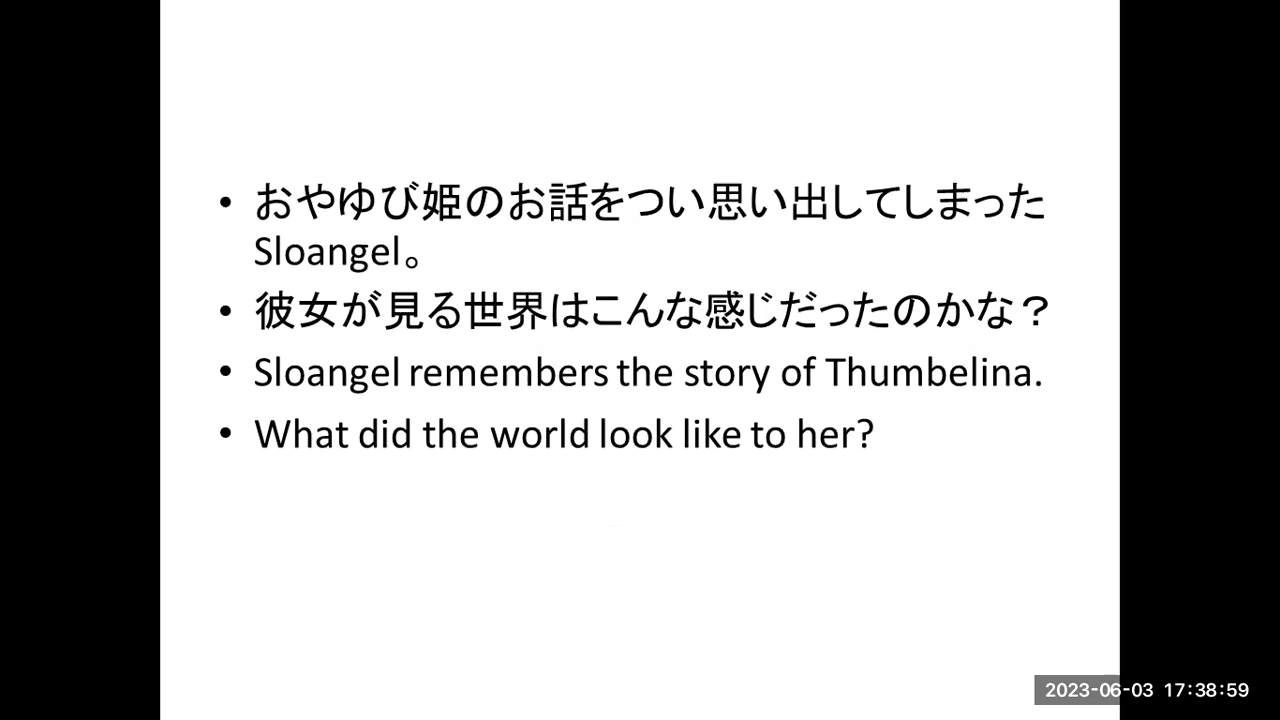 • おやゆび姫のお話をつい思い出してしまった
Sloangel。
• 彼女が見る世界はこんな感じだったのかな？
• Sloangel remembers the story of Thumbelina.
• What did the world look like to her?
2023-06-03 17:38:59